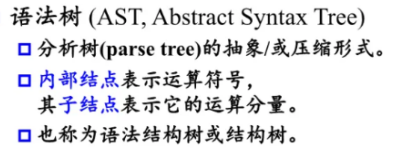 语法树 (AST, Abstract Syntax Tree)
分析树(parse tree)的抽象/或压缩形式。
内部结点表示运算符号，
其子结点表示它的运算分量。
也称为语法结构树或结构树。